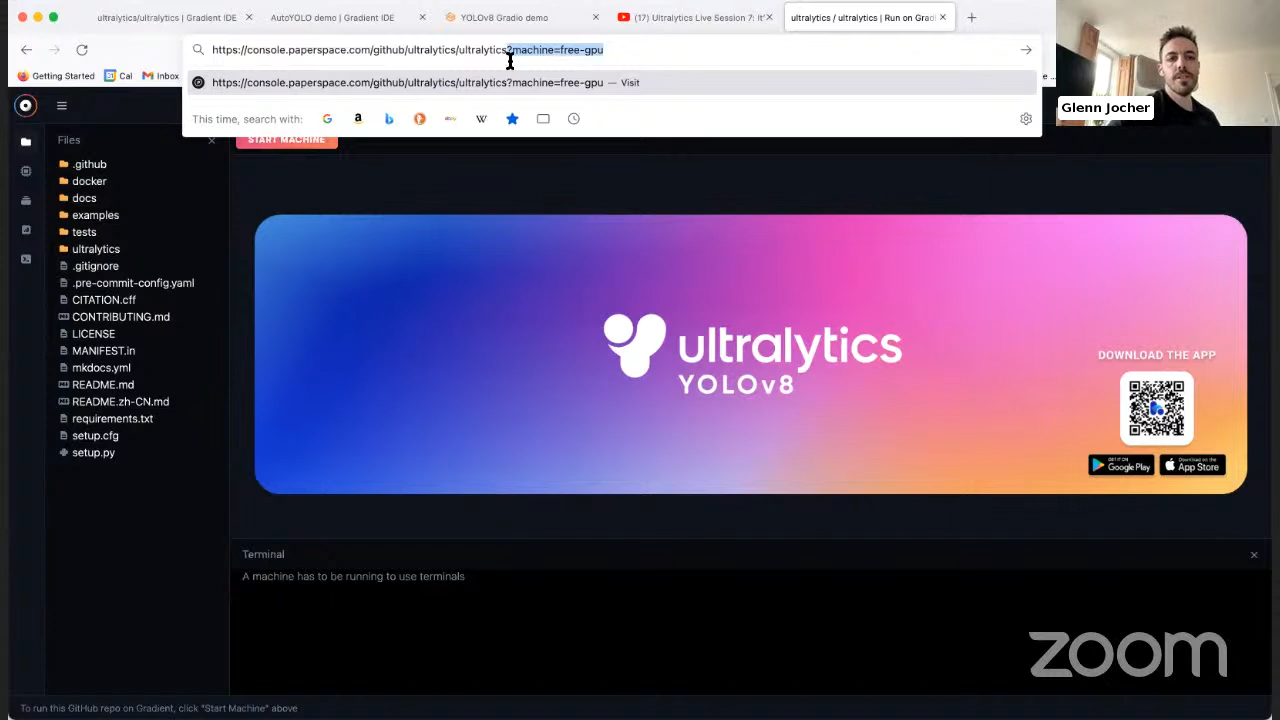 ultralytics/ultralytics | Gradient IDE
AutoYOLO demo | Gradient IDE
YOLOv8 Gradio demo
(17) Ultralytics Live Session 7: It'
ultralytics / ultralytics | Run on Gradi
https://console.paperspace.com/github/ultralytics/ultralytics?machine=free-gpu
Getting Started
Cal
Inbox
https://console.paperspace.com/github/ultralytics/ultralytics?machine=free-gpu — Visit
This time, search with:
Glenn Jocher
Files
START MACHINE
.github
docker
docs
examples
tests
ultralytics
.gitignore
.pre-commit-config.yaml
CITATION.cff
CONTRIBUTING.md
LICENSE
MANIFEST.in
mkdocs.yml
README.md
README.zh-CN.md
requirements.txt
setup.cfg
setup.py
ultralytics
YOLOv8
DOWNLOAD THE APP
GET IT ON
Google Play
Download on the
App Store
Terminal
A machine has to be running to use terminals
zoom
To run this GitHub repo on Gradient, click "Start Machine" above